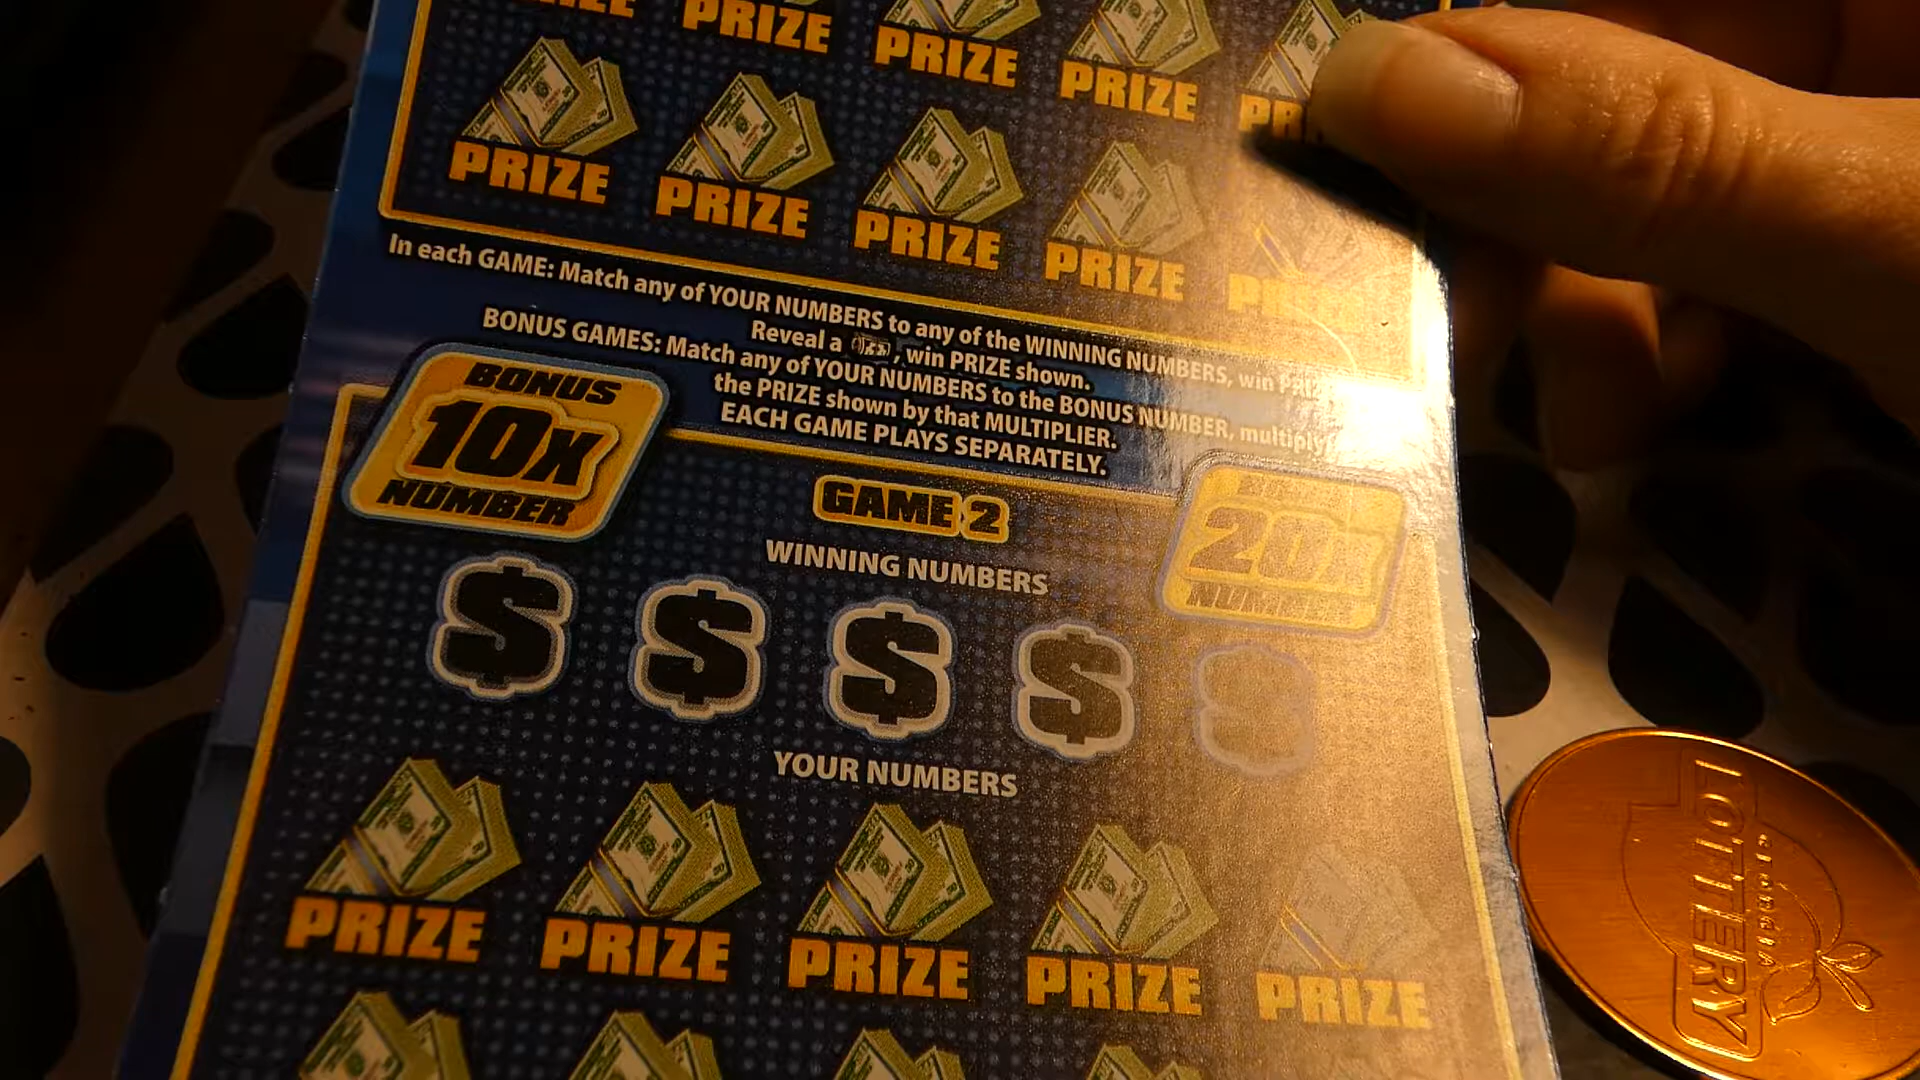 PRIZE PRIZE PRIZE
PRIZE PRIZE PRIZE PRIZE
In each GAME: Match any of YOUR NUMBERS to any of the WINNING NUMBERS, win
Reveal a , win PRIZE shown.
BONUS GAMES: Match any of YOUR NUMBERS to the BONUS NUMBER, multiply
the PRIZE shown by that MULTIPLIER.
EACH GAME PLAYS SEPARATELY.
BONUS
10X
NUMBER
GAME 2
20X
NUMBER
WINNING NUMBERS
$ $ $ $ $
YOUR NUMBERS
PRIZE PRIZE PRIZE PRIZE PRIZE
GEORGIA
LOTTERY